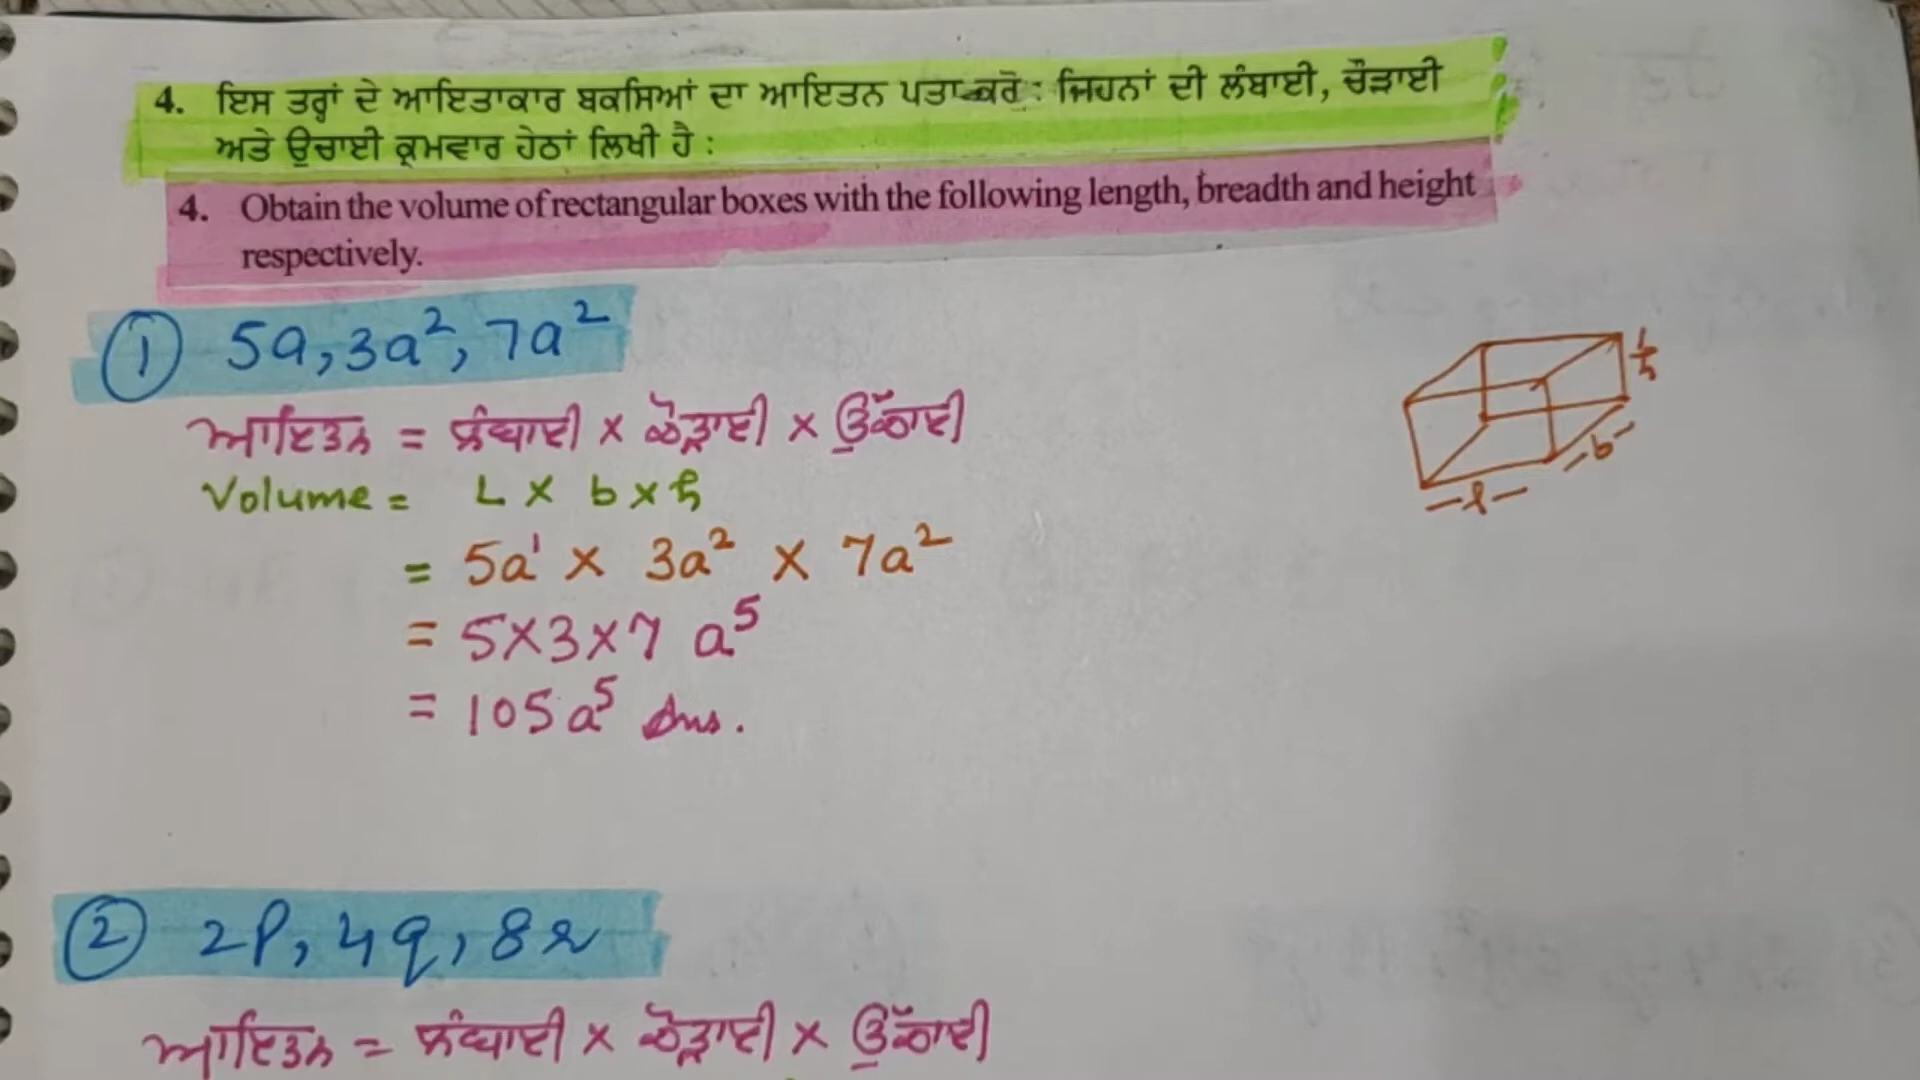 4. ਇਸ ਤਰ੍ਹਾਂ ਦੇ ਆਇਤਾਕਾਰ ਬਕਸਿਆਂ ਦਾ ਆਇਤਨ ਪਤਾ ਕਰੋ : ਜਿਹਨਾਂ ਦੀ ਲੰਬਾਈ, ਚੌੜਾਈ
ਅਤੇ ਉਚਾਈ ਕ੍ਰਮਵਾਰ ਹੇਠਾਂ ਲਿਖੀ ਹੈ :
4. Obtain the volume of rectangular boxes with the following length, breadth and height
respectively.
① 5a, 3a², 7a²
ਆਇਤਨ = ਲੰਬਾਈ × ਚੌੜਾਈ × ਉੱਚਾਈ
Volume = L × b × h
= 5a¹ × 3a² × 7a²
= 5×3×7 a⁵
= 105a⁵ Ans.
h
b
l
② 2p, 4q, 8r
ਆਇਤਨ = ਲੰਬਾਈ × ਚੌੜਾਈ × ਉੱਚਾਈ